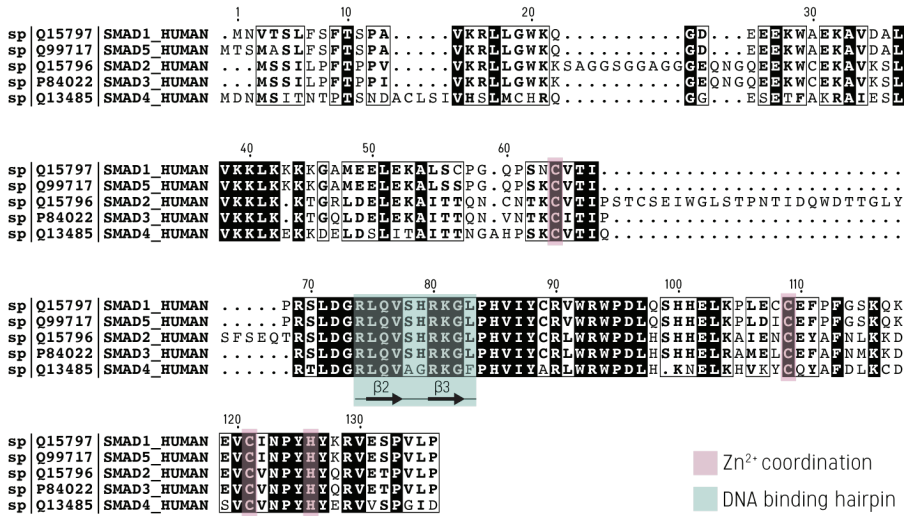 1 10 20 30
sp|Q15797|SMAD1_HUMAN .MNVTSLFSFTSPA.....VKRLLGWKQ..........GD...EEEKWAEKAVDAL
sp|Q99717|SMAD5_HUMAN MTSMASLFSFTSPA.....VKRLLGWKQ..........GD...EEEKWAEKAVDAL
sp|Q15796|SMAD2_HUMAN ...MSSILPFTPPV.....VKRLLGWKKSAGGSGGAGGGEQNGQEEKWCEKAVKSL
sp|P84022|SMAD3_HUMAN ...MSSILPFTPPI.....VKRLLGWKK..........GEQNGQEEKWCEKAVKSL
sp|Q13485|SMAD4_HUMAN MDNMSITNTPTSNDACLSIVHSLMCHRQ..........GG...ESETFAKRAIESL
40 50 60
sp|Q15797|SMAD1_HUMAN VKKLKKKKGAMEELEKALSCPG.QPSNCVTI.........................
sp|Q99717|SMAD5_HUMAN VKKLKKKKGAMEELEKALSSPG.QPSKCVTI.........................
sp|Q15796|SMAD2_HUMAN VKKLK.KTGRLDELEKAITTQN.CNTKCVTIPSTCSEIWGLSTPNTIDQWDTTGLY
sp|P84022|SMAD3_HUMAN VKKLK.KTGQLDELEKAITTQN.VNTKCITIP........................
sp|Q13485|SMAD4_HUMAN VKKLKEKKDELDSLITAITTNGAHPSKCVTIQ........................
70 80 90 100 110
sp|Q15797|SMAD1_HUMAN .....PRSLDGRLQVSHRKGLPHVIYCRVWRWPDLQSHHELKPLECCEFPFGSKQK
sp|Q99717|SMAD5_HUMAN .....PRSLDGRLQVSHRKGLPHVIYCRVWRWPDLQSHHELKPLDICEFPFGSKQK
sp|Q15796|SMAD2_HUMAN SFSEQTRSLDGRLQVSHRKGLPHVIYCRLWRWPDLHSHHELKAIENCEYAFNLKKD
sp|P84022|SMAD3_HUMAN ......RSLDGRLQVSHRKGLPHVIYCRLWRWPDLHSHHELRAMELCEFAFNMKKD
sp|Q13485|SMAD4_HUMAN ......RTLDGRLQVAGRKGFPHVIYARLWRWPDLH.KNELKHVKYCQYAFDLKCD
β2 β3
120 130
sp|Q15797|SMAD1_HUMAN EVCINPYHYKRVESPVLP
sp|Q99717|SMAD5_HUMAN EVCINPYHYKRVESPVLP
sp|Q15796|SMAD2_HUMAN EVCVNPYHYQRVETPVLP
sp|P84022|SMAD3_HUMAN EVCVNPYHYQRVETPVLP
sp|Q13485|SMAD4_HUMAN SVCVNPYHYERVVSPGID
Zn²⁺ coordination
DNA binding hairpin